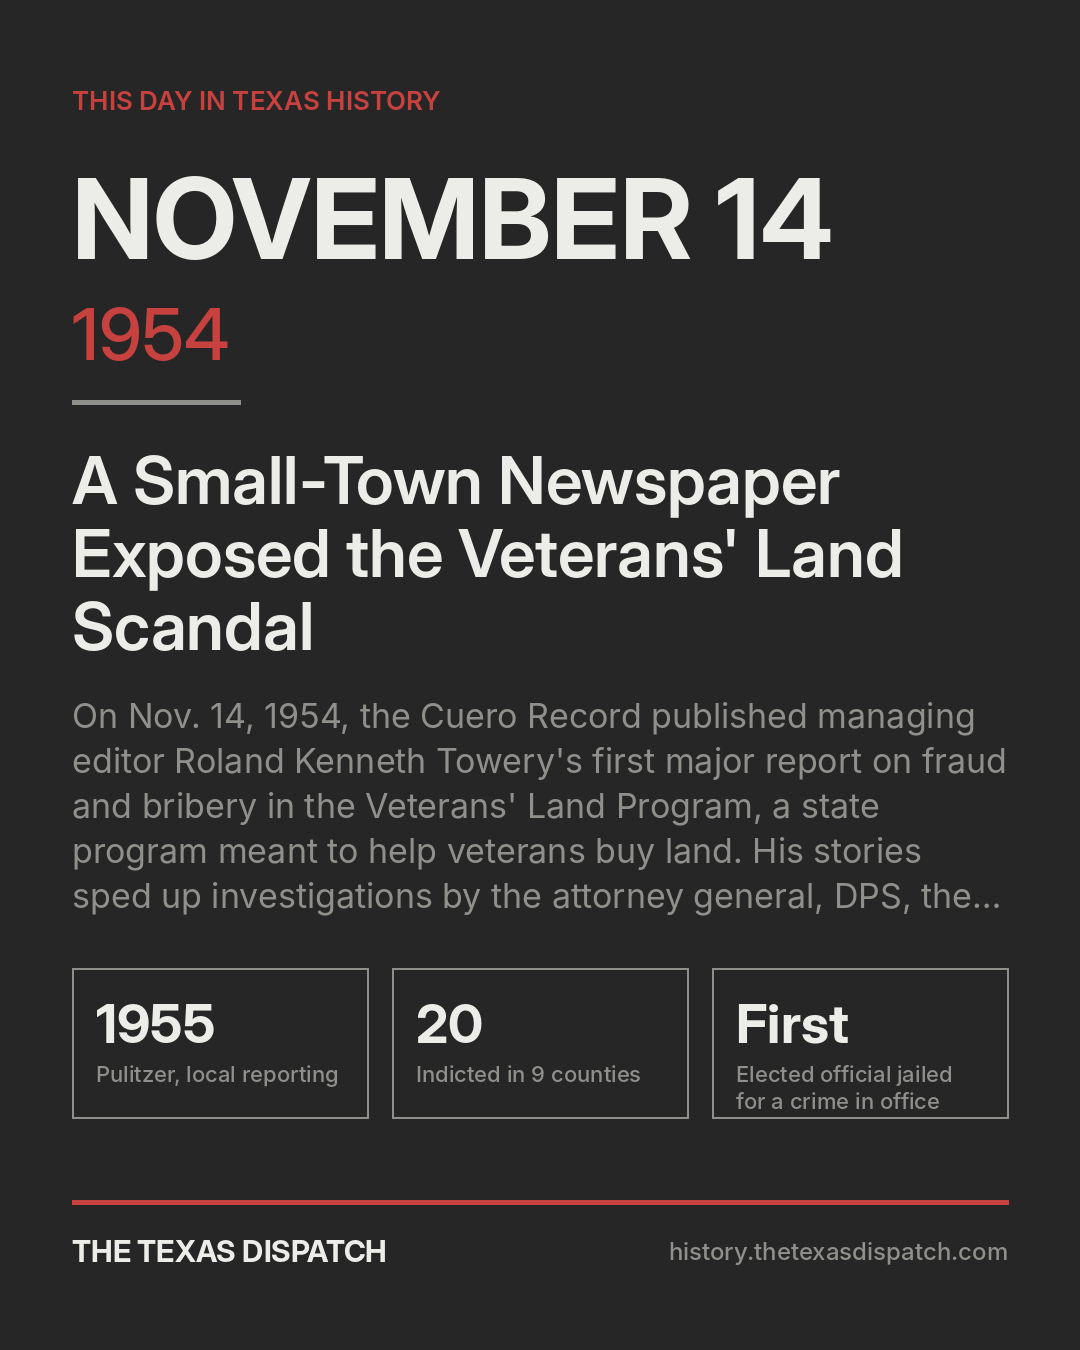 THIS DAY IN TEXAS HISTORY
NOVEMBER 14
1954
A Small-Town Newspaper
Exposed the Veterans' Land
Scandal
On Nov. 14, 1954, the Cuero Record published managing
editor Roland Kenneth Towery's first major report on fraud
and bribery in the Veterans' Land Program, a state
program meant to help veterans buy land. His stories
sped up investigations by the attorney general, DPS, the...
1955
Pulitzer, local reporting
20
Indicted in 9 counties
First
Elected official jailed
for a crime in office
THE TEXAS DISPATCH
history.thetexasdispatch.com